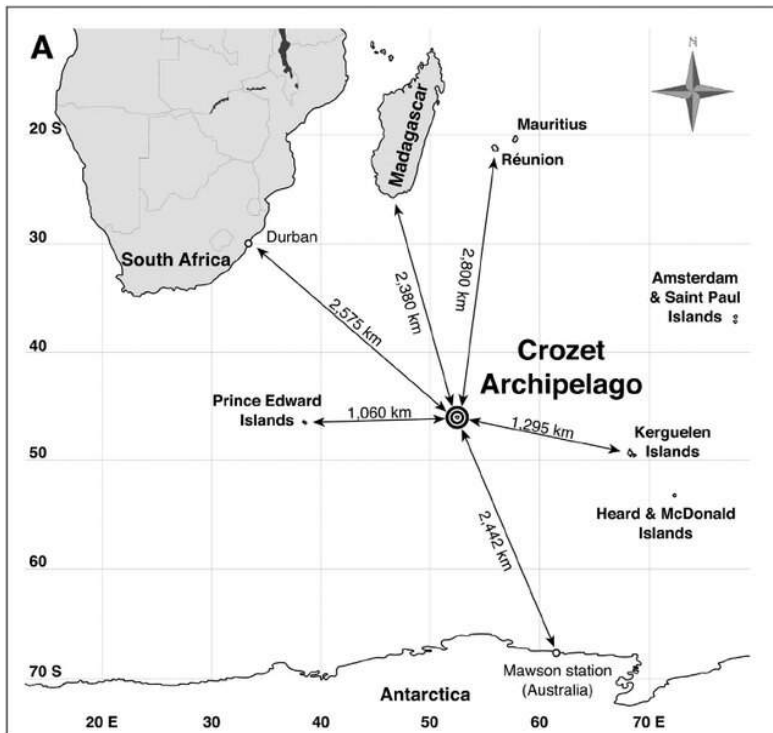 A
N
Madagascar
20 S
Mauritius
Réunion
30
Durban
South Africa
2,575 km
2,380 km
2,800 km
Amsterdam
& Saint Paul
Islands
40
Crozet
Archipelago
Prince Edward
Islands
1,060 km
1,295 km
Kerguelen
Islands
50
2,442 km
Heard & McDonald
Islands
60
70 S
Mawson station
(Australia)
Antarctica
20 E
30
40
50
60
70 E